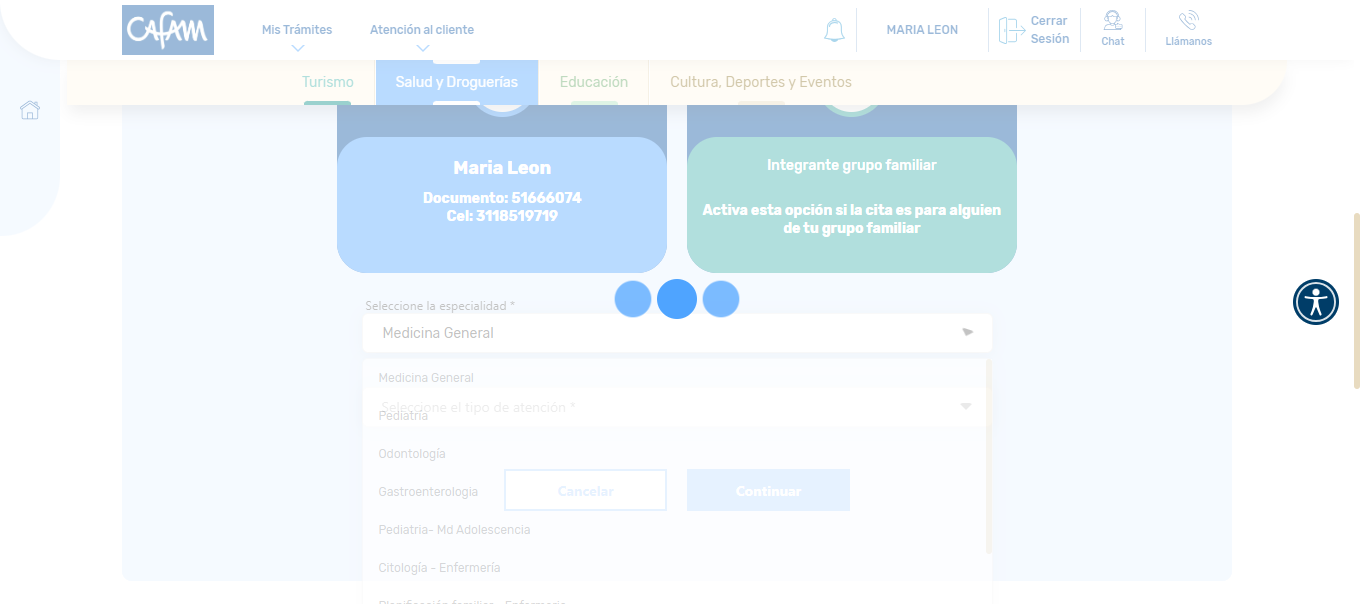 CAFAM
Mis Trámites
Atención al cliente
MARIA LEON
Cerrar
Sesión
Chat
Llámanos
Turismo
Salud y Droguerías
Educación
Cultura, Deportes y Eventos
Maria Leon
Documento: 51666074
Cel: 3118519719
Integrante grupo familiar
Activa esta opción si la cita es para alguien
de tu grupo familiar
Seleccione la especialidad *
Medicina General
Medicina General
Seleccione el tipo de atención *
Pediatria
Odontología
Gastroenterologia
Cancelar
Continuar
Pediatria- Md Adolescencia
Citología - Enfermería
Planificación familiar - Enfermeria